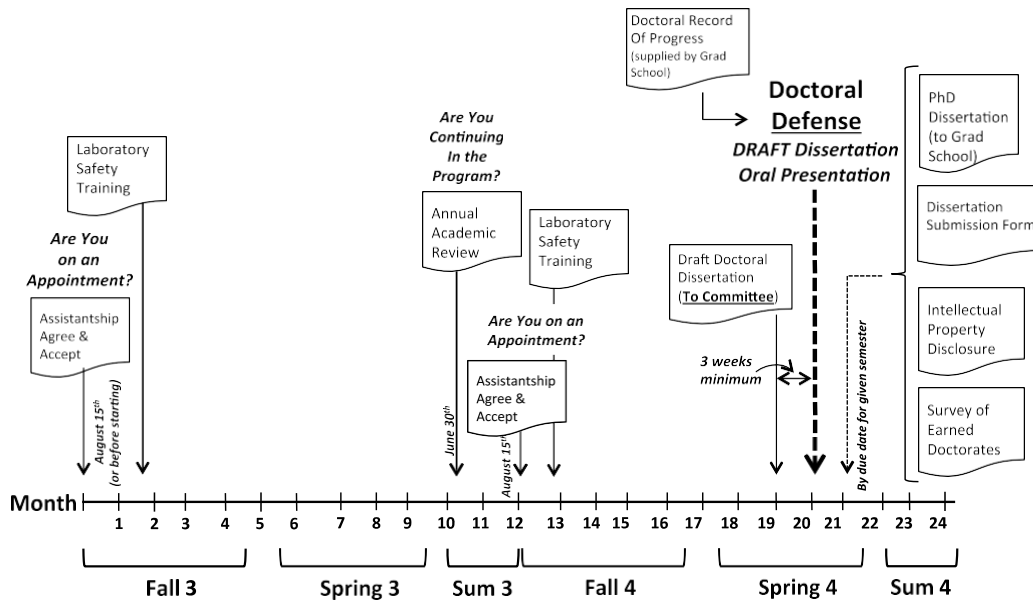 Doctoral Record
Of Progress
(supplied by Grad
School)
Doctoral
Defense
DRAFT Dissertation
Oral Presentation
PhD
Dissertation
(to Grad
School)
Dissertation
Submission Form
Intellectual
Property
Disclosure
Survey of
Earned
Doctorates
Laboratory
Safety
Training
Are You
on an
Appointment?
Assistantship
Agree &
Accept
August 15th
(or before starting)
Are You
Continuing
In the
Program?
Annual
Academic
Review
June 30th
Laboratory
Safety
Training
Are You on an
Appointment?
Assistantship
Agree &
Accept
August 15th
Draft Doctoral
Dissertation
(To Committee)
3 weeks
minimum
By due date for given semester
Month
1 2 3 4 5 6 7 8 9 10 11 12 13 14 15 16 17 18 19 20 21 22 23 24
Fall 3 Spring 3 Sum 3 Fall 4 Spring 4 Sum 4